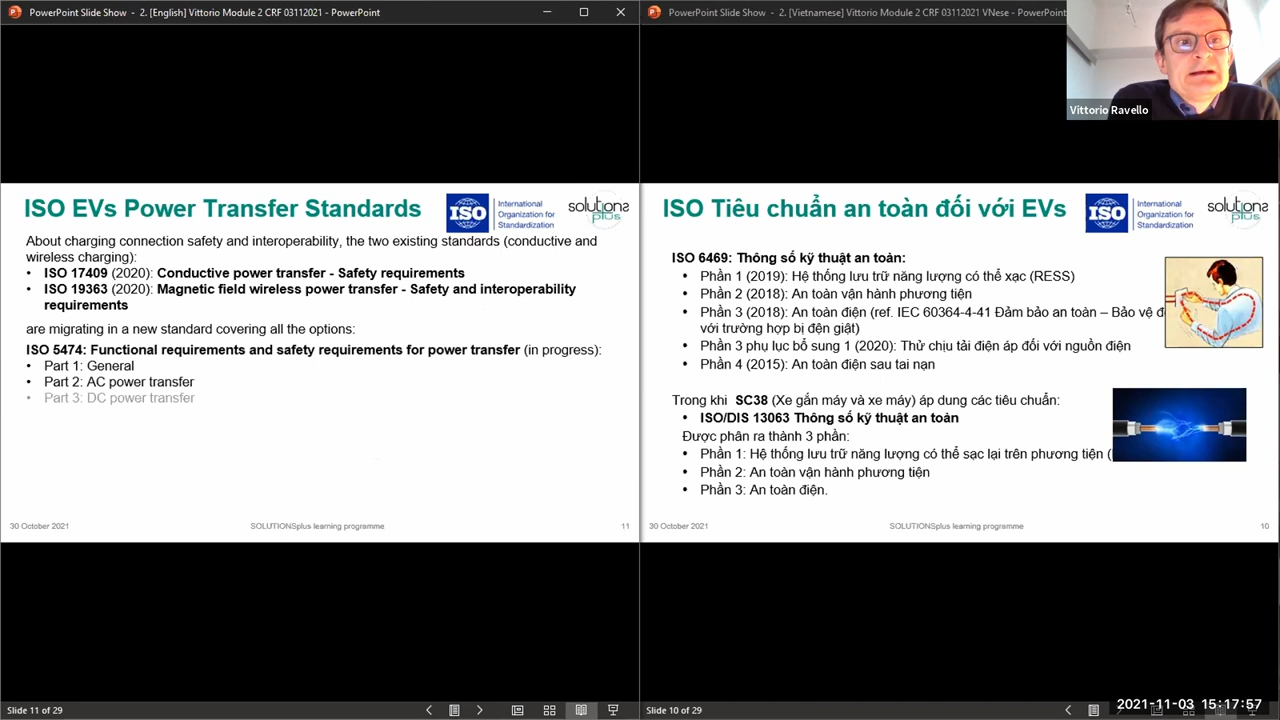 PowerPoint Slide Show - 2. [English] Vittorio Module 2 CRF 03112021 - PowerPoint
ISO EVs Power Transfer Standards
ISO
International
Organization for
Standardization
solutions
plus
About charging connection safety and interoperability, the two existing standards (conductive and
wireless charging):
• ISO 17409 (2020): Conductive power transfer - Safety requirements
• ISO 19363 (2020): Magnetic field wireless power transfer - Safety and interoperability
requirements
are migrating in a new standard covering all the options:
ISO 5474: Functional requirements and safety requirements for power transfer (in progress):
• Part 1: General
• Part 2: AC power transfer
• Part 3: DC power transfer
30 October 2021
SOLUTIONSplus learning programme
11
Slide 11 of 29
PowerPoint Slide Show - 2. [Vietnamese] Vittorio Module 2 CRF 03112021 VNese - PowerPoint
Vittorio Ravello
ISO Tiêu chuẩn an toàn đối với EVs
ISO
International
Organization for
Standardization
solutions
plus
ISO 6469: Thông số kỹ thuật an toàn:
• Phần 1 (2019): Hệ thống lưu trữ năng lượng có thể xạc (RESS)
• Phần 2 (2018): An toàn vận hành phương tiện
• Phần 3 (2018): An toàn điện (ref. IEC 60364-4-41 Đảm bảo an toàn – Bảo vệ
với trường hợp bị đện giật)
• Phần 3 phụ lục bổ sung 1 (2020): Thử chịu tải điện áp đối với nguồn điện
• Phần 4 (2015): An toàn điện sau tai nạn
Trong khi SC38 (Xe gắn máy và xe máy) áp dung các tiêu chuẩn:
• ISO/DIS 13063 Thông số kỹ thuật an toàn
Được phân ra thành 3 phần:
• Phần 1: Hệ thống lưu trữ năng lượng có thể sạc lại trên phương tiện (
• Phần 2: An toàn vận hành phương tiện
• Phần 3: An toàn điện.
30 October 2021
SOLUTIONSplus learning programme
10
Slide 10 of 29
2021-11-03 15:17:57